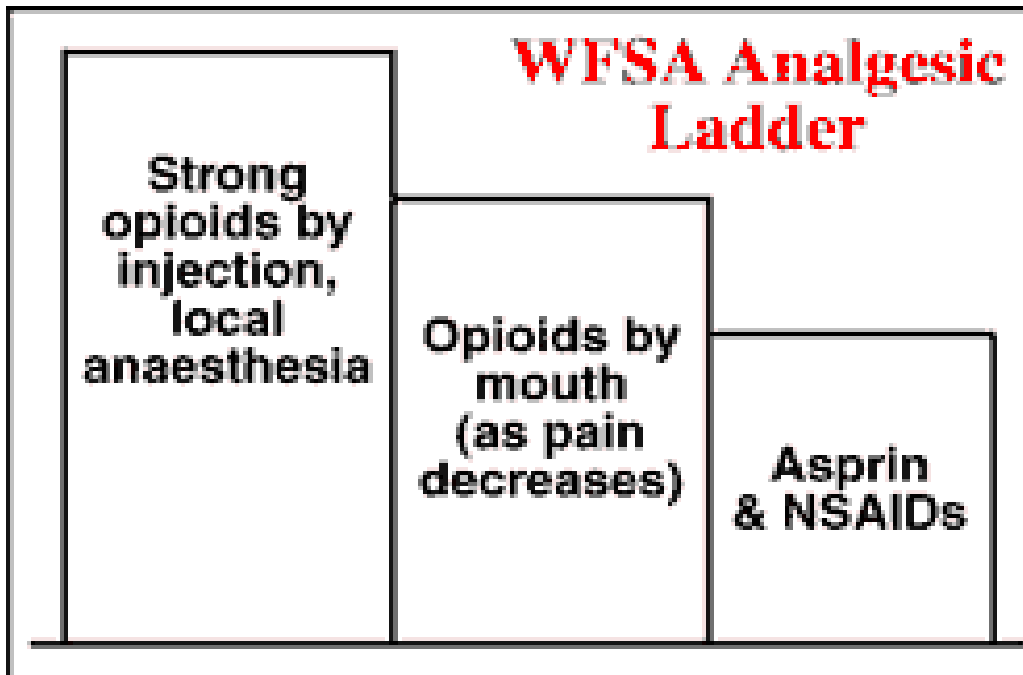 WFSA Analgesic
Ladder
Strong
opioids by
injection,
local
anaesthesia
Opioids by
mouth
(as pain
decreases)
Asprin
& NSAIDs